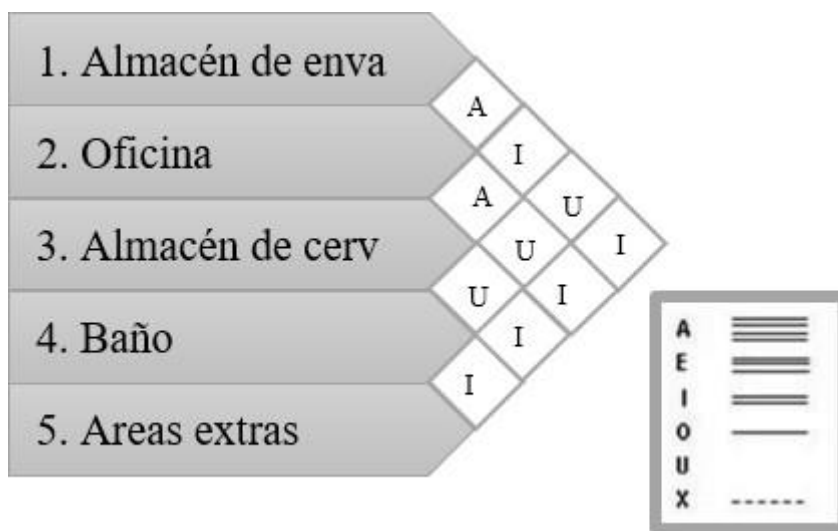 1. Almacén de enva
2. Oficina
3. Almacén de cerv
4. Baño
5. Areas extras
A
I
A
U
U
I
U
I
I
I
A
E
I
O
U
X